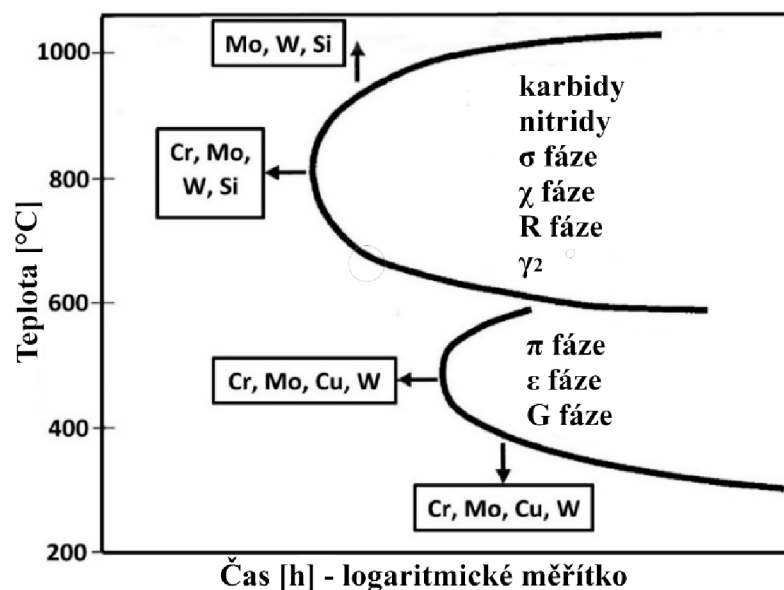 Teplota [°C]
1000
800
600
400
200
Mo, W, Si
Cr, Mo,
W, Si
karbidy
nitridy
σ fáze
χ fáze
R fáze
γ₂
Cr, Mo, Cu, W
π fáze
ε fáze
G fáze
Cr, Mo, Cu, W
Čas [h] - logaritmické měřítko